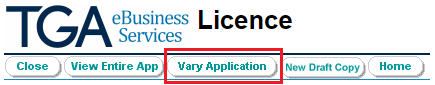 TGA eBusiness Services Licence
Close View Entire App Vary Application New Draft Copy Home